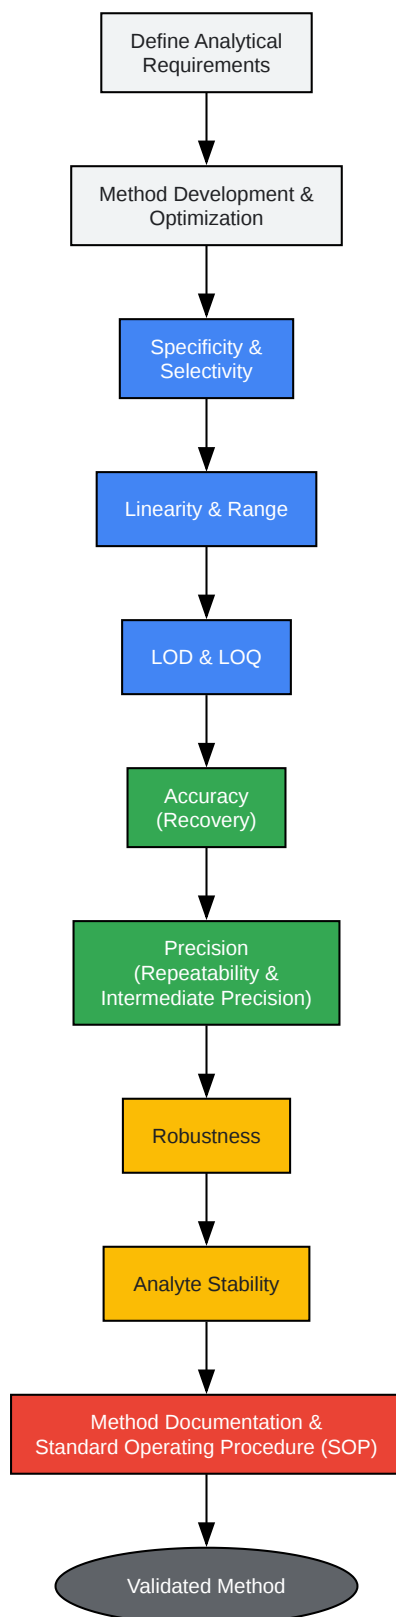 Define Analytical
Requirements
Method Development &
Optimization
Specificity &
Selectivity
Linearity & Range
LOD & LOQ
Accuracy
(Recovery)
Precision
(Repeatability &
Intermediate Precision)
Robustness
Analyte Stability
Method Documentation &
Standard Operating Procedure (SOP)
Validated Method